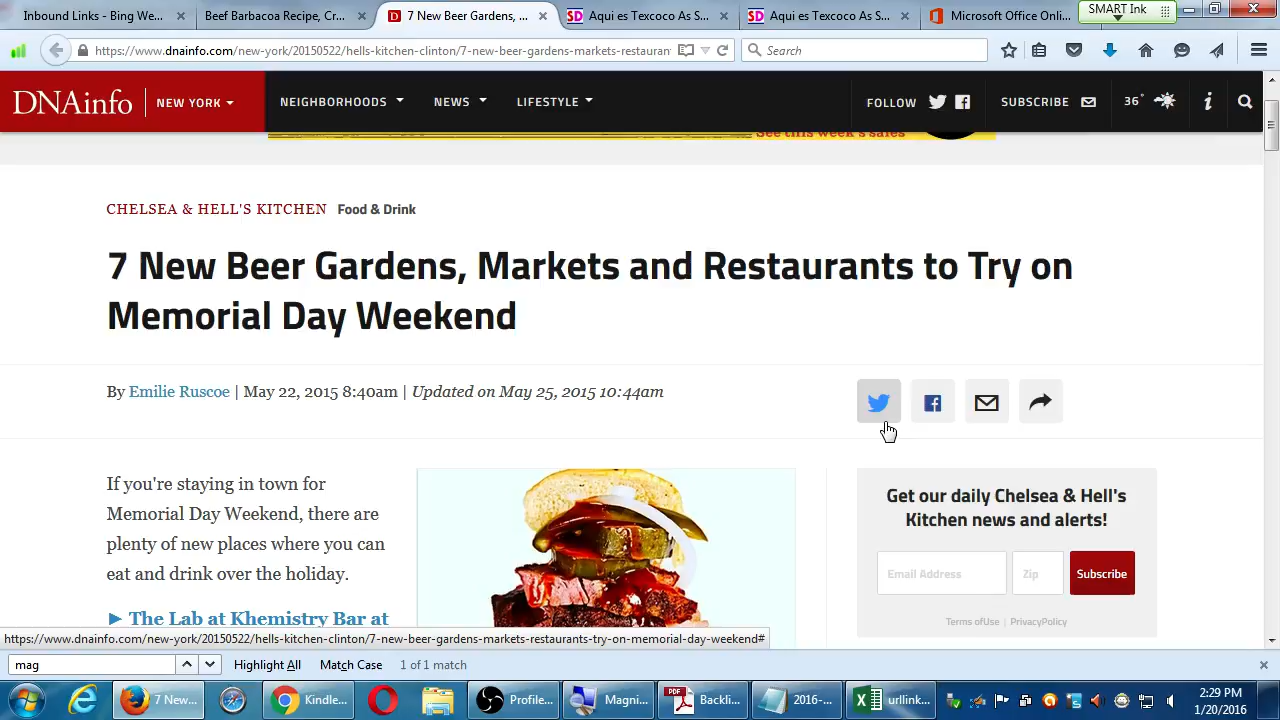 Inbound Links - Bing We...
Beef Barbacoa Recipe, Cr...
7 New Beer Gardens, ...
Aqui es Texcoco As S...
Aqui es Texcoco As S...
Microsoft Office Onli...
SMART Ink
https://www.dnainfo.com/new-york/20150522/hells-kitchen-clinton/7-new-beer-gardens-markets-restauran
Search
DNAinfo
NEW YORK
NEIGHBORHOODS
NEWS
LIFESTYLE
FOLLOW
SUBSCRIBE
36°
See this week's sales
CHELSEA & HELL'S KITCHEN Food & Drink
7 New Beer Gardens, Markets and Restaurants to Try on
Memorial Day Weekend
By Emilie Ruscoe | May 22, 2015 8:40am | Updated on May 25, 2015 10:44am
If you're staying in town for
Memorial Day Weekend, there are
plenty of new places where you can
eat and drink over the holiday.
► The Lab at Khemistry Bar at
Get our daily Chelsea & Hell's
Kitchen news and alerts!
Email Address
Zip
Subscribe
Terms ofUse | PrivacyPolicy
https://www.dnainfo.com/new-york/20150522/hells-kitchen-clinton/7-new-beer-gardens-markets-restaurants-try-on-memorial-day-weekend#
mag
Highlight All
Match Case
1 of 1 match
7 New...
Kindle...
Profile...
Magni...
PDF
Backli...
2016-...
urllink...
2:29 PM
1/20/2016